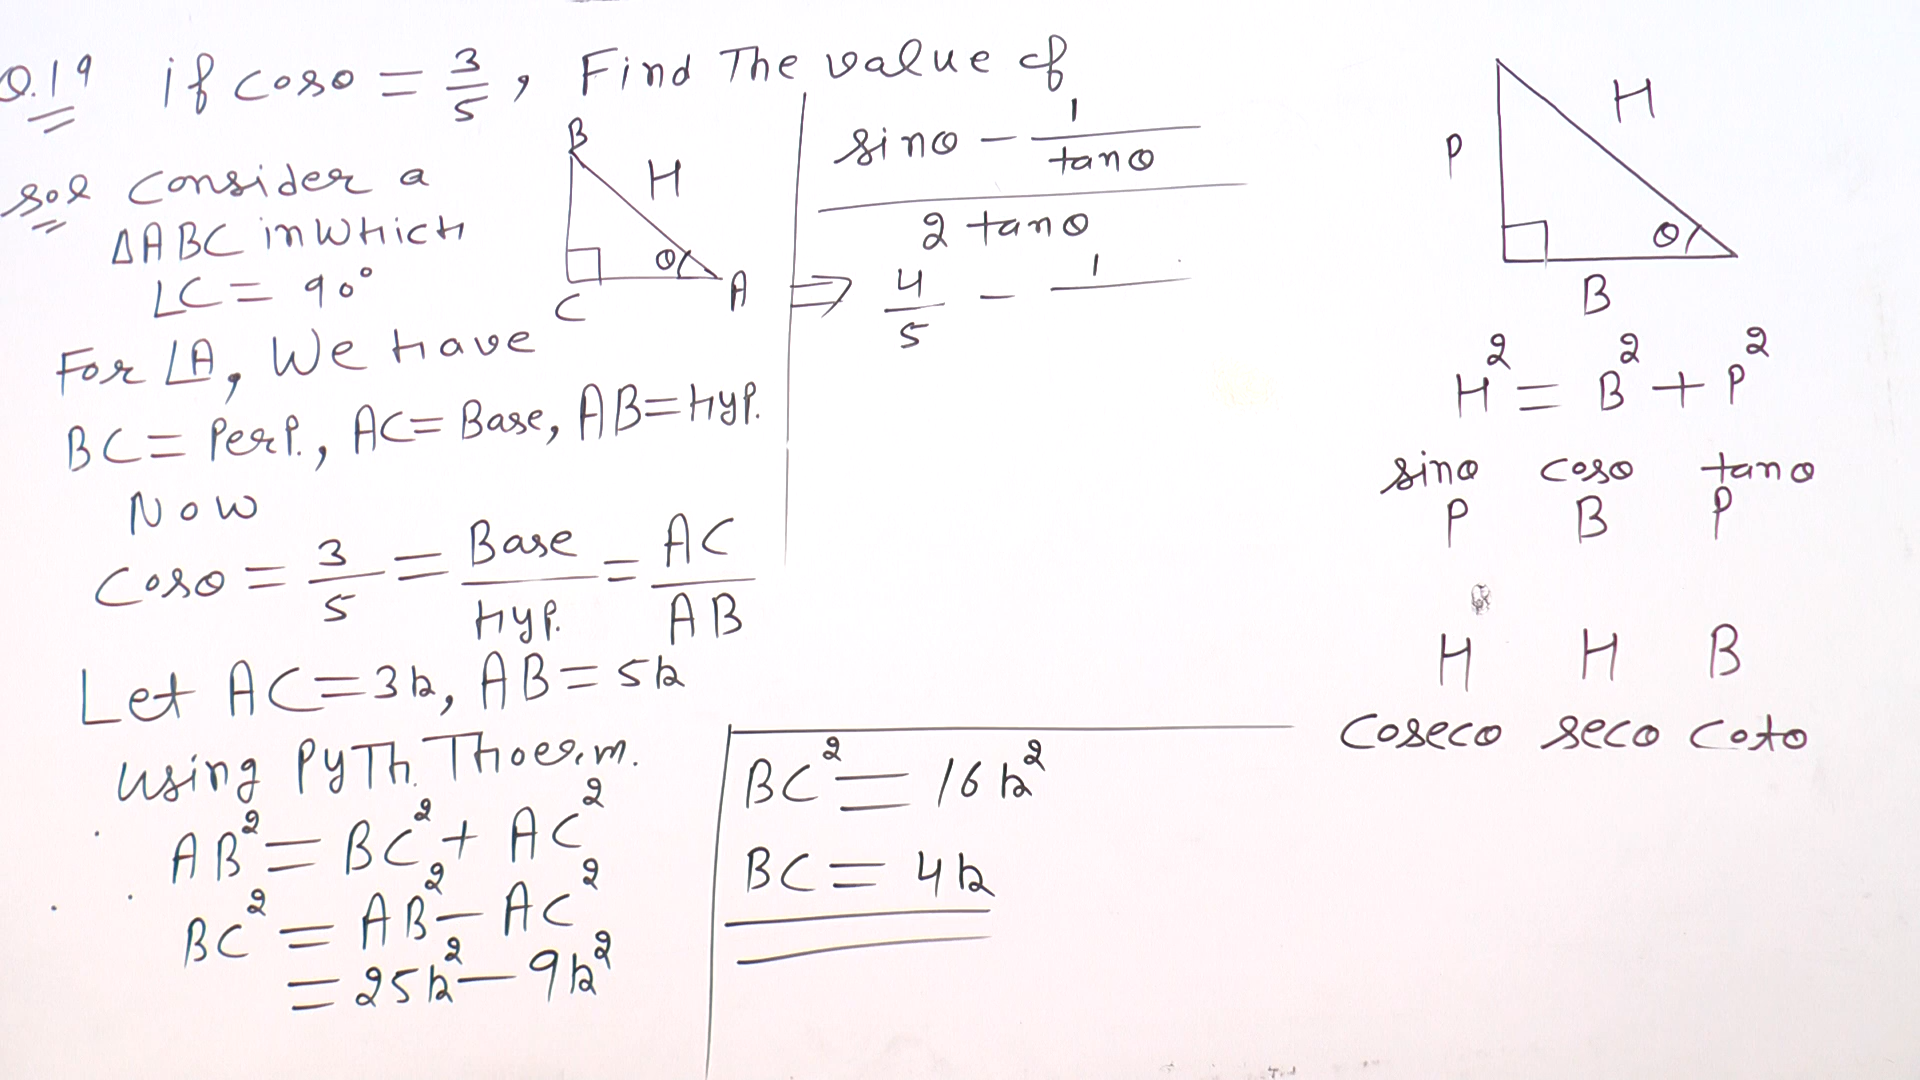 Q.19 if cosθ = 3/5, Find The value of
sinθ - 1/tanθ
2 tanθ
⇒ 4/5 - 1
Sol Consider a
ΔABC in Which
∠C = 90°
B
H
θ
C
A
For ∠A, We have
BC = Perp., AC = Base, AB = Hyp.
Now
Cosθ = 3/5 = Base/Hyp. = AC/AB
Let AC = 3k, AB = 5k
using PyTh. Thoerm.
AB² = BC² + AC²
BC² = AB² - AC²
= 25k² - 9k²
BC² = 16k²
BC = 4k
P
H
θ
B
H² = B² + P²
sinθ cosθ tanθ
P B P
H H B
Cosecθ secθ Cotθ